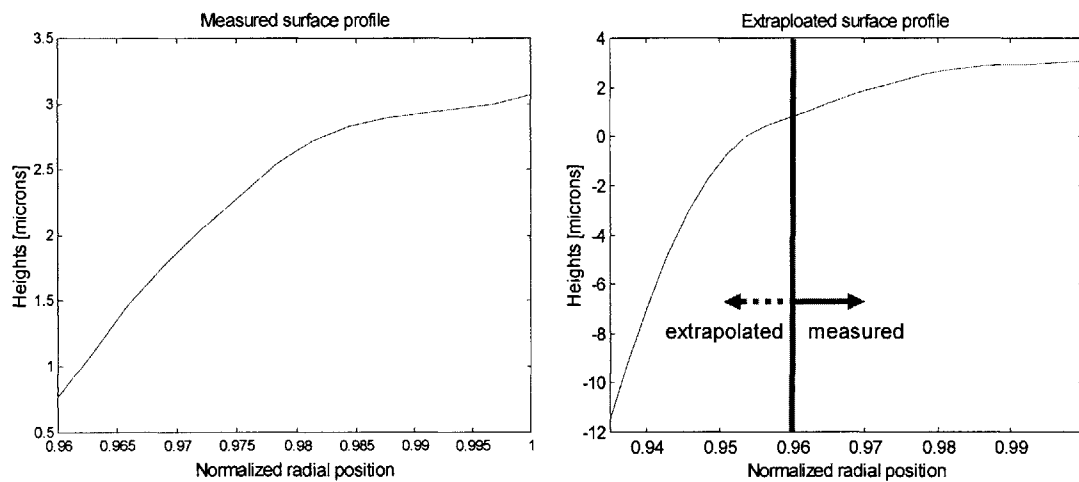 Measured surface profile
3.5
3
2.5
2
1.5
1
0.5
Heights [microns]
0.96 0.965 0.97 0.975 0.98 0.985 0.99 0.995 1
Normalized radial position
Extraploated surface profile
4
2
0
-2
-4
-6
-8
-10
-12
Heights [microns]
extrapolated measured
0.94 0.95 0.96 0.97 0.98 0.99
Normalized radial position